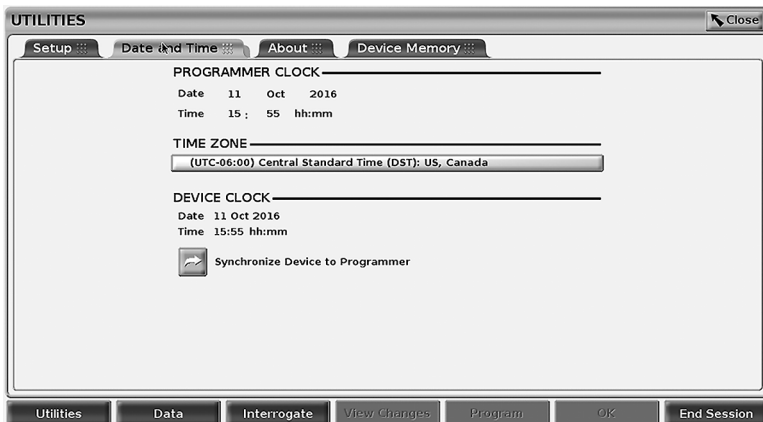 UTILITIES Close
Setup Date and Time About Device Memory
PROGRAMMER CLOCK
Date 11 Oct 2016
Time 15 : 55 hh:mm
TIME ZONE
(UTC-06:00) Central Standard Time (DST): US, Canada
DEVICE CLOCK
Date 11 Oct 2016
Time 15:55 hh:mm
Synchronize Device to Programmer
Utilities Data Interrogate View Changes Program OK End Session